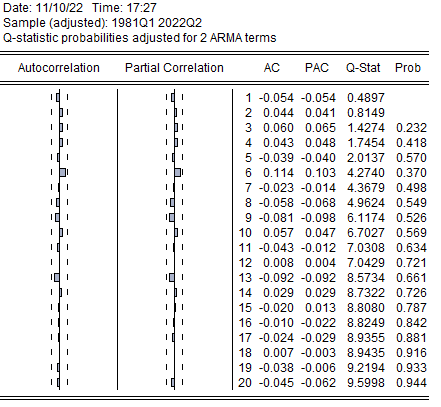 Date: 11/10/22 Time: 17:27
Sample (adjusted): 1981Q1 2022Q2
Q-statistic probabilities adjusted for 2 ARMA terms
Autocorrelation Partial Correlation AC PAC Q-Stat Prob
1 -0.054 -0.054 0.4897
2 0.044 0.041 0.8149
3 0.060 0.065 1.4274 0.232
4 0.043 0.048 1.7454 0.418
5 -0.039 -0.040 2.0137 0.570
6 0.114 0.103 4.2740 0.370
7 -0.023 -0.014 4.3679 0.498
8 -0.058 -0.068 4.9624 0.549
9 -0.081 -0.098 6.1174 0.526
10 0.057 0.047 6.7027 0.569
11 -0.043 -0.012 7.0308 0.634
12 0.008 0.004 7.0429 0.721
13 -0.092 -0.092 8.5734 0.661
14 0.029 0.029 8.7322 0.726
15 -0.020 0.013 8.8080 0.787
16 -0.010 -0.022 8.8249 0.842
17 -0.024 -0.029 8.9355 0.881
18 0.007 -0.003 8.9435 0.916
19 -0.038 -0.006 9.2194 0.933
20 -0.045 -0.062 9.5998 0.944